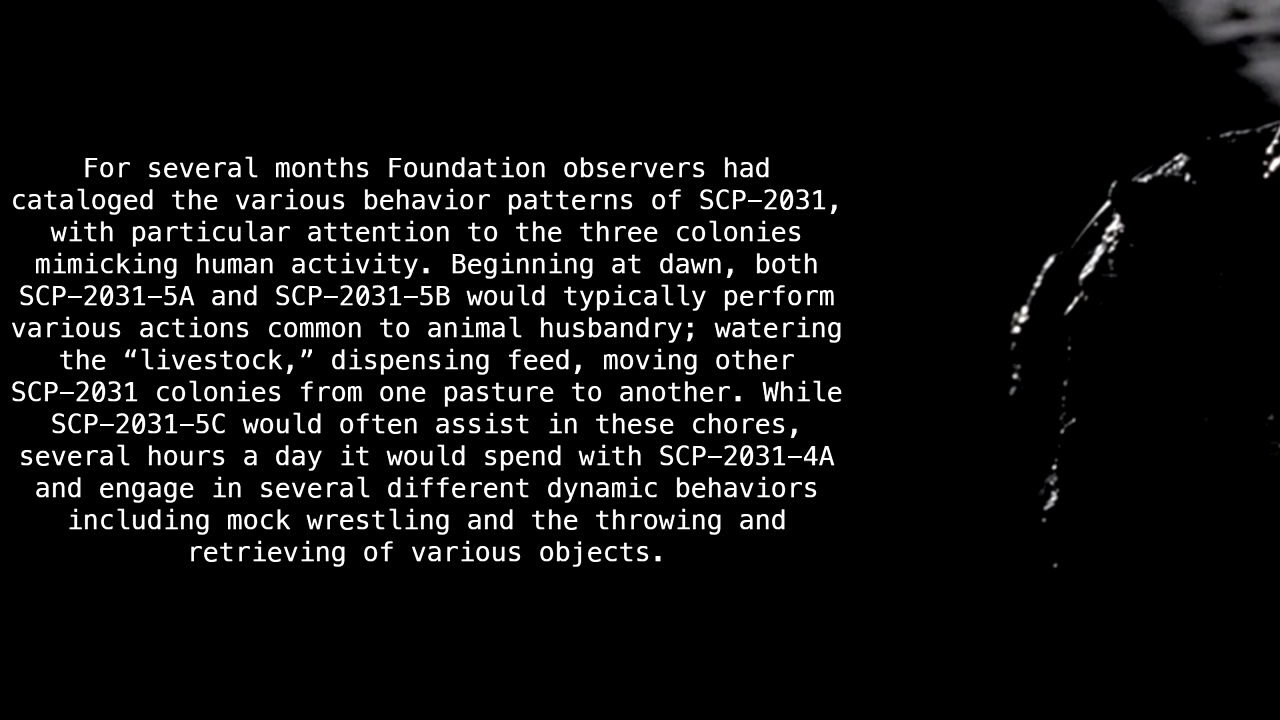 For several months Foundation observers had
cataloged the various behavior patterns of SCP–2031,
with particular attention to the three colonies
mimicking human activity. Beginning at dawn, both
SCP–2031–5A and SCP–2031–5B would typically perform
various actions common to animal husbandry; watering
the “livestock,” dispensing feed, moving other
SCP–2031 colonies from one pasture to another. While
SCP–2031–5C would often assist in these chores,
several hours a day it would spend with SCP–2031–4A
and engage in several different dynamic behaviors
including mock wrestling and the throwing and
retrieving of various objects.